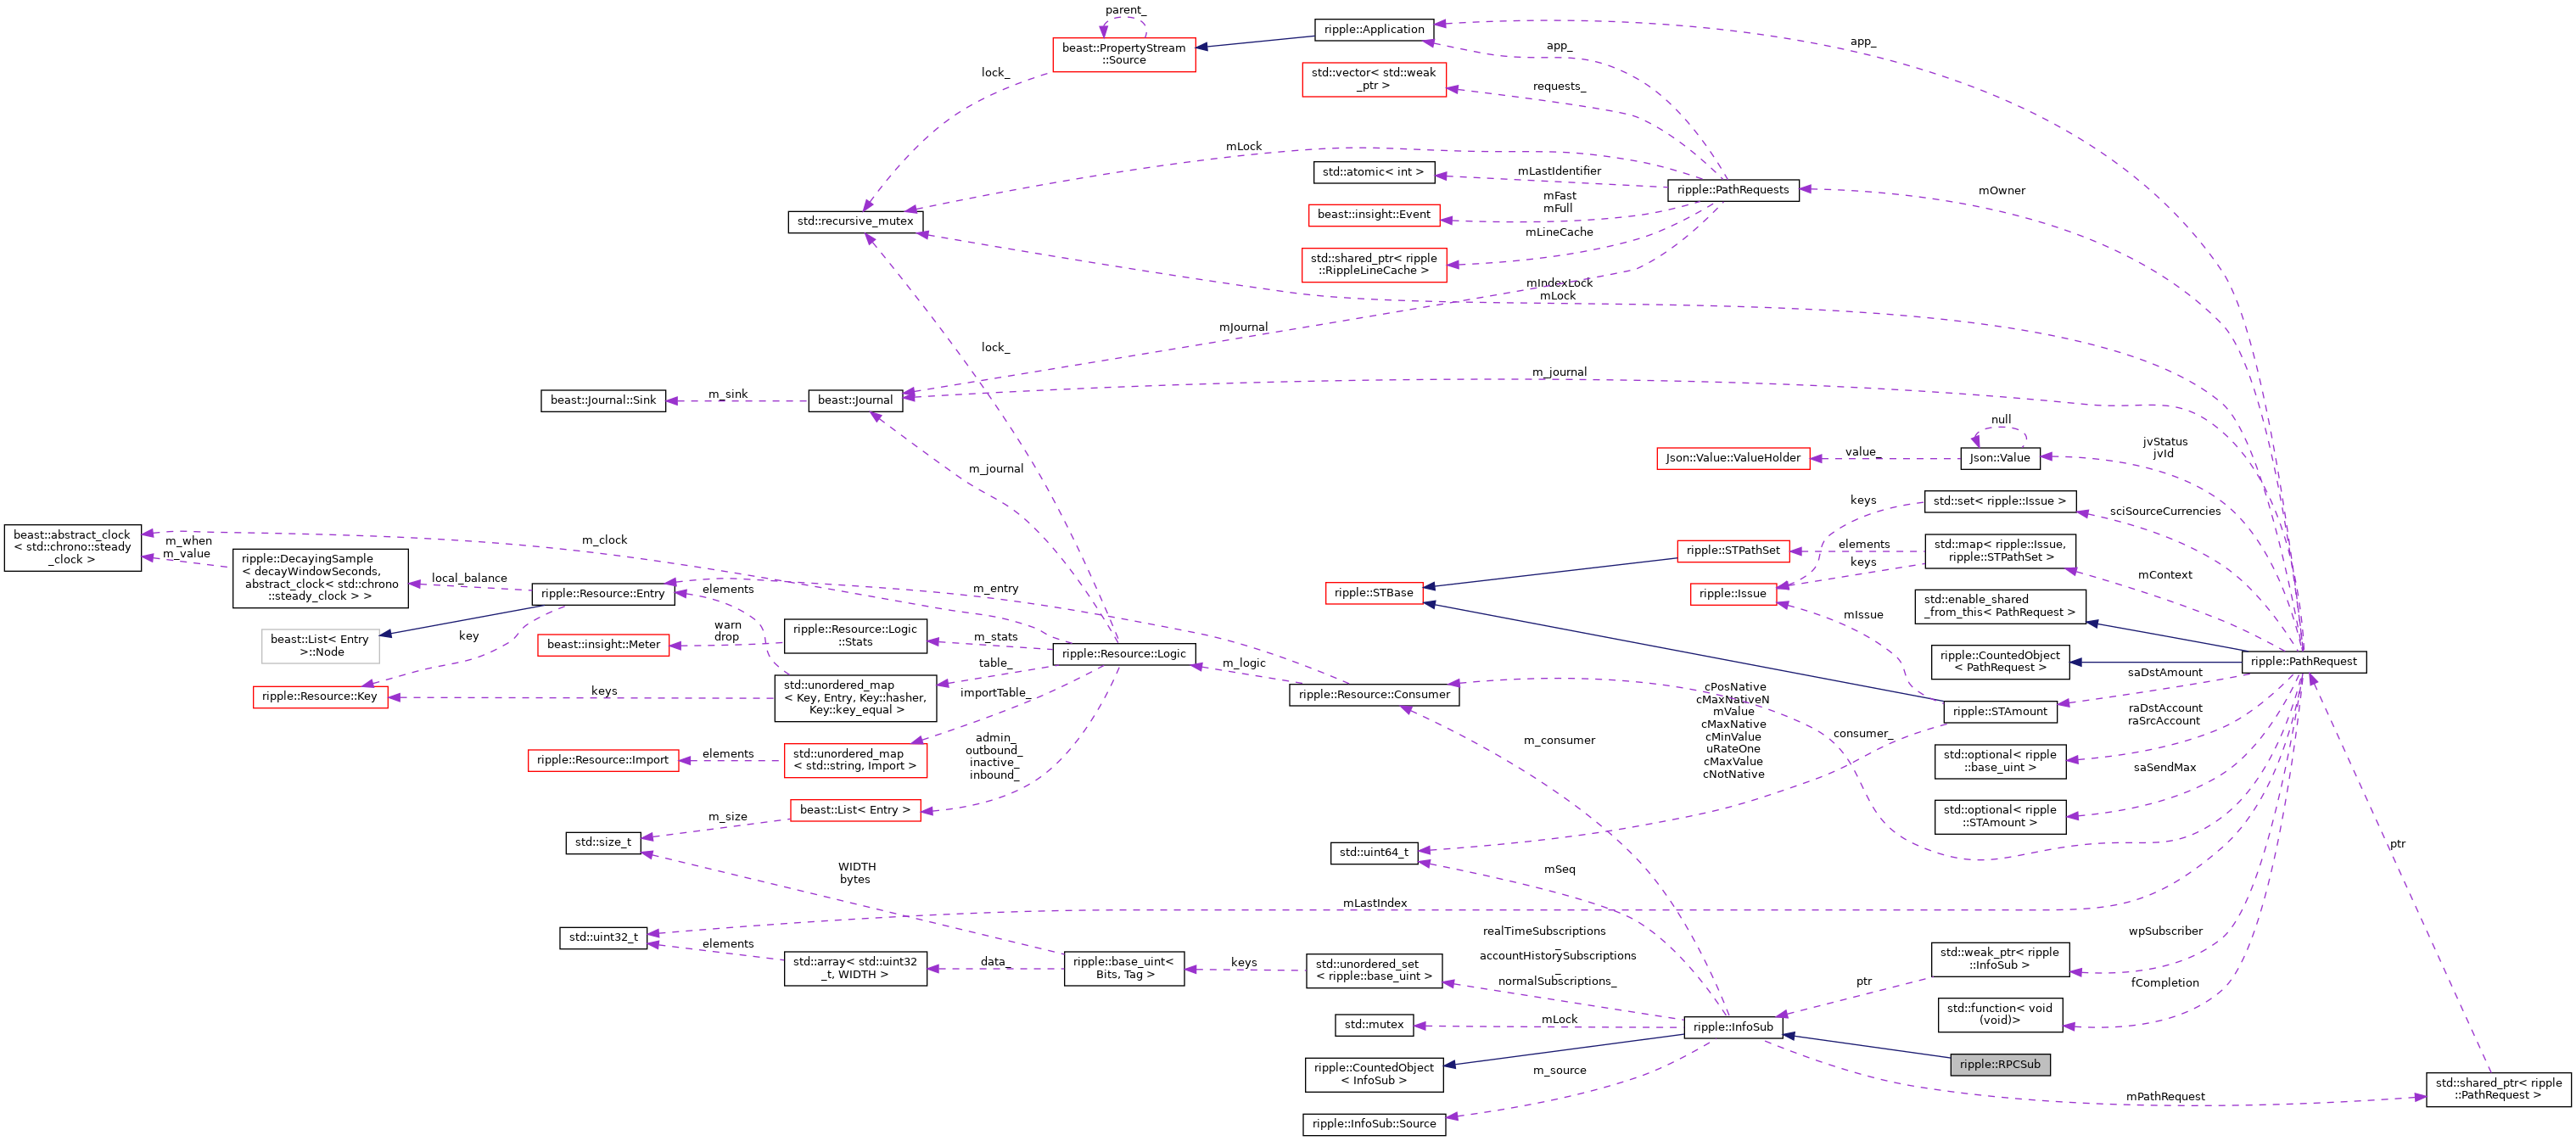 parent_
beast::PropertyStream
::Source
ripple::Application
app_
app_
lock_
std::vector< std::weak
_ptr >
requests_
mLock
std::atomic< int >
mLastIdentifier
ripple::PathRequests
mOwner
std::recursive_mutex
beast::insight::Event
mFast
mFull
mLineCache
std::shared_ptr< ripple
::RippleLineCache >
mIndexLock
mLock
mJournal
lock_
m_journal
beast::Journal::Sink
m_sink
beast::Journal
null
jvStatus
jvId
Json::Value::ValueHolder
value_
Json::Value
m_journal
keys
std::set< ripple::Issue >
sciSourceCurrencies
beast::abstract_clock
< std::chrono::steady
_clock >
m_when
m_value
m_clock
ripple::DecayingSample
< decayWindowSeconds,
abstract_clock< std::chrono
::steady_clock > >
local_balance
ripple::Resource::Entry
elements
m_entry
ripple::STPathSet
elements
keys
std::map< ripple::Issue,
ripple::STPathSet >
mContext
ripple::STBase
ripple::Issue
mIssue
std::enable_shared
_from_this< PathRequest >
beast::List< Entry
>::Node
key
beast::insight::Meter
warn
drop
ripple::Resource::Logic
::Stats
m_stats
ripple::Resource::Logic
m_logic
table_
ripple::CountedObject
< PathRequest >
ripple::PathRequest
saDstAmount
ripple::Resource::Key
keys
std::unordered_map
< Key, Entry, Key::hasher,
Key::key_equal >
importTable_
ripple::Resource::Consumer
cPosNative
cMaxNativeN
mValue
cMaxNative
cMinValue
uRateOne
cMaxValue
cNotNative
ripple::STAmount
raDstAccount
raSrcAccount
consumer_
m_consumer
ripple::Resource::Import
elements
std::unordered_map
< std::string, Import >
admin_
outbound_
inactive_
inbound_
std::optional< ripple
::base_uint >
saSendMax
beast::List< Entry >
m_size
std::size_t
std::optional< ripple
::STAmount >
std::uint64_t
mSeq
ptr
WIDTH
bytes
mLastIndex
std::uint32_t
elements
realTimeSubscriptions
_
accountHistorySubscriptions
_
normalSubscriptions_
wpSubscriber
std::array< std::uint32
_t, WIDTH >
data_
ripple::base_uint<
Bits, Tag >
keys
std::unordered_set
< ripple::base_uint >
std::weak_ptr< ripple
::InfoSub >
ptr
fCompletion
std::function< void
(void)>
std::mutex
mLock
ripple::InfoSub
ripple::CountedObject
< InfoSub >
m_source
ripple::RPCSub
mPathRequest
std::shared_ptr< ripple
::PathRequest >
ripple::InfoSub::Source